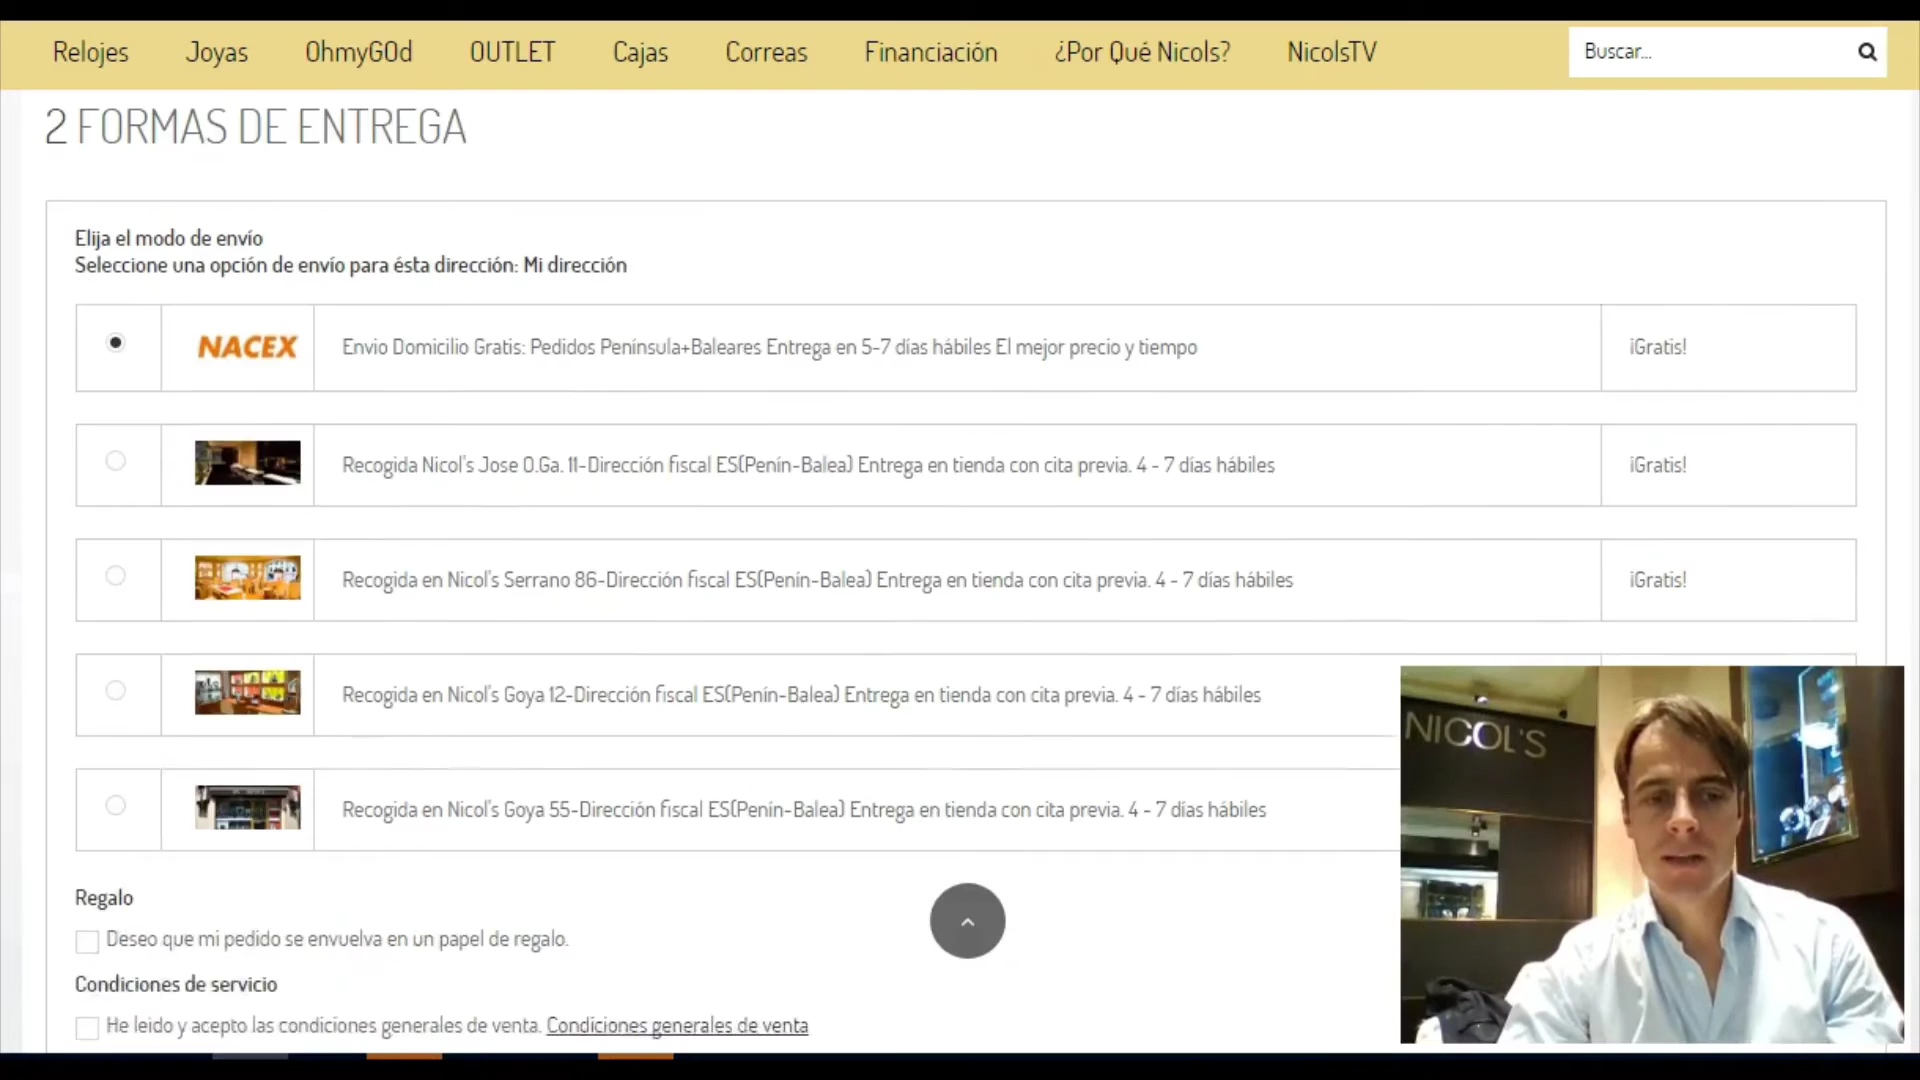 Relojes Joyas OhmyGOd OUTLET Cajas Correas Financiación ¿Por Qué Nicols? NicolsTV Buscar...
2 FORMAS DE ENTREGA
Elija el modo de envío
Seleccione una opción de envío para ésta dirección: Mi dirección
NACEX Envio Domicilio Gratis: Pedidos Península+Baleares Entrega en 5-7 días hábiles El mejor precio y tiempo ¡Gratis!
Recogida Nicol's Jose O.Ga. 11-Dirección fiscal ES(Penín-Balea) Entrega en tienda con cita previa. 4 - 7 días hábiles ¡Gratis!
Recogida en Nicol's Serrano 86-Dirección fiscal ES(Penín-Balea) Entrega en tienda con cita previa. 4 - 7 días hábiles ¡Gratis!
Recogida en Nicol's Goya 12-Dirección fiscal ES(Penín-Balea) Entrega en tienda con cita previa. 4 - 7 días hábiles
NICOL'S
Recogida en Nicol's Goya 55-Dirección fiscal ES(Penín-Balea) Entrega en tienda con cita previa. 4 - 7 días hábiles
Regalo
Deseo que mi pedido se envuelva en un papel de regalo.
Condiciones de servicio
He leido y acepto las condiciones generales de venta. Condiciones generales de venta